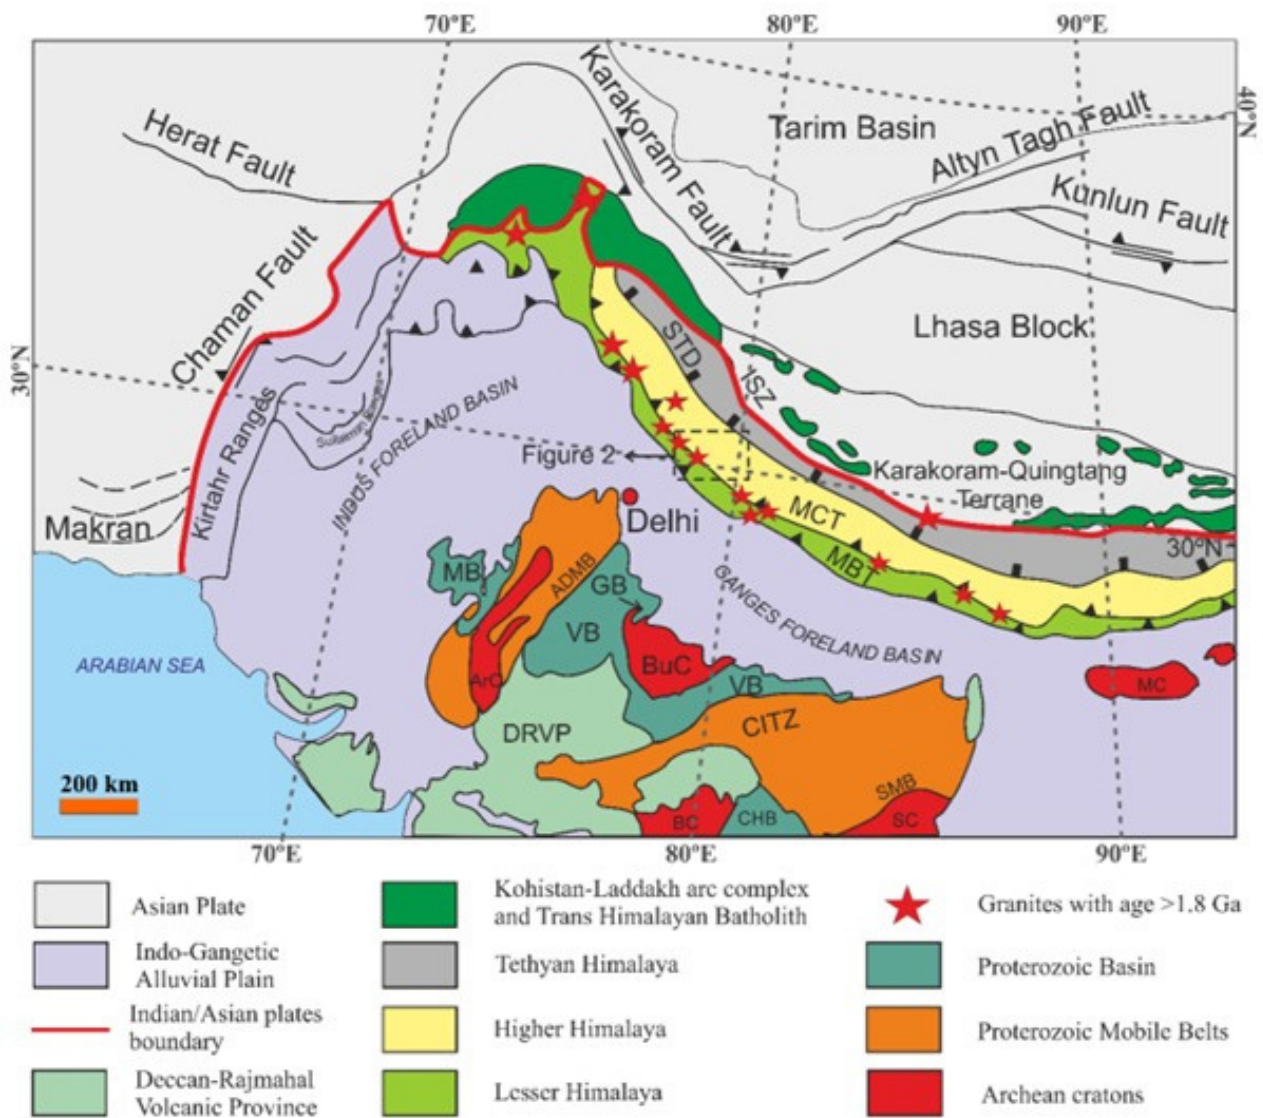 70°E 80°E 90°E
40°N
Herat Fault
Karakoram Fault
Tarim Basin
Altyn Tagh Fault
Kunlun Fault
Chaman Fault
Lhasa Block
30°N
STD
ISZ
Kirtahr Ranges
Sulaiman Ranges
INDUS FORELAND BASIN
Figure 2
Karakoram-Quingtang
Terrane
Makran
Delhi
MCT
30°N
MBT
MB
ADMB
GB
GANGES FORELAND BASIN
VB
ARABIAN SEA
ArC
BuC
VB
MC
DRVP
CITZ
200 km
SMB
BC
CHB
SC
70°E 80°E 90°E
Asian Plate
Kohistan-Laddakh arc complex
and Trans Himalayan Batholith
Granites with age >1.8 Ga
Indo-Gangetic
Alluvial Plain
Tethyan Himalaya
Proterozoic Basin
Indian/Asian plates
boundary
Higher Himalaya
Proterozoic Mobile Belts
Deccan-Rajmahal
Volcanic Province
Lesser Himalaya
Archean cratons